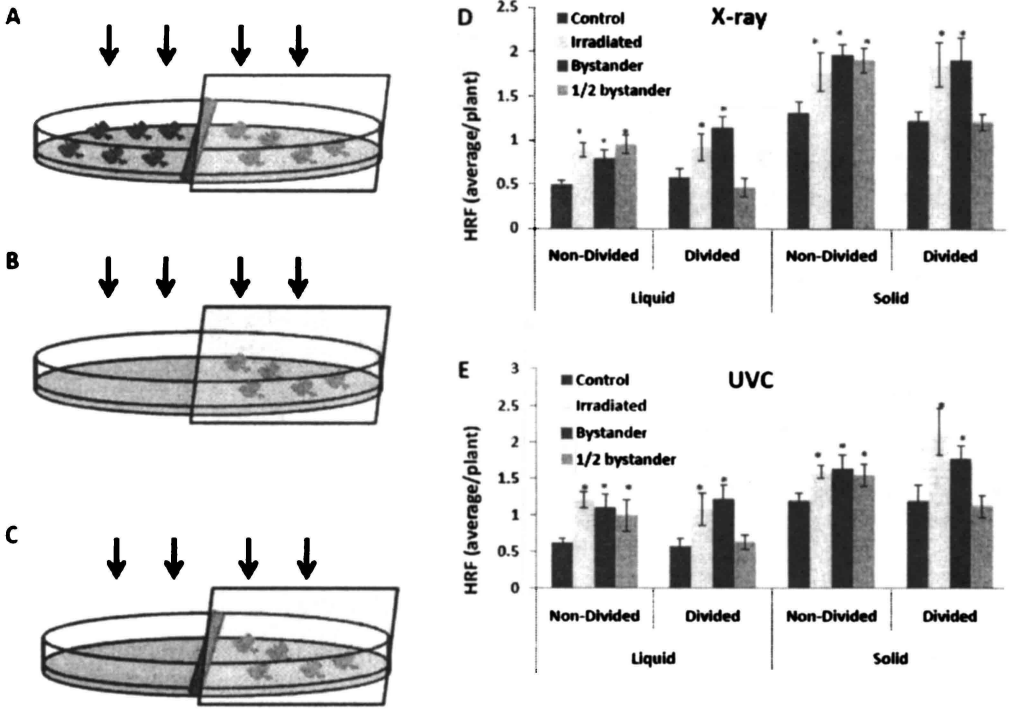 A
B
C
D
X-ray
HRF (average/plant)
2.5
2
1.5
1
0.5
0
Control
Irradiated
Bystander
1/2 bystander
Non-Divided
Divided
Non-Divided
Divided
Liquid
Solid
E
UVC
HRF (average/plant)
3
2.5
2
1.5
1
0.5
0
Control
Irradiated
Bystander
1/2 bystander
Non-Divided
Divided
Non-Divided
Divided
Liquid
Solid